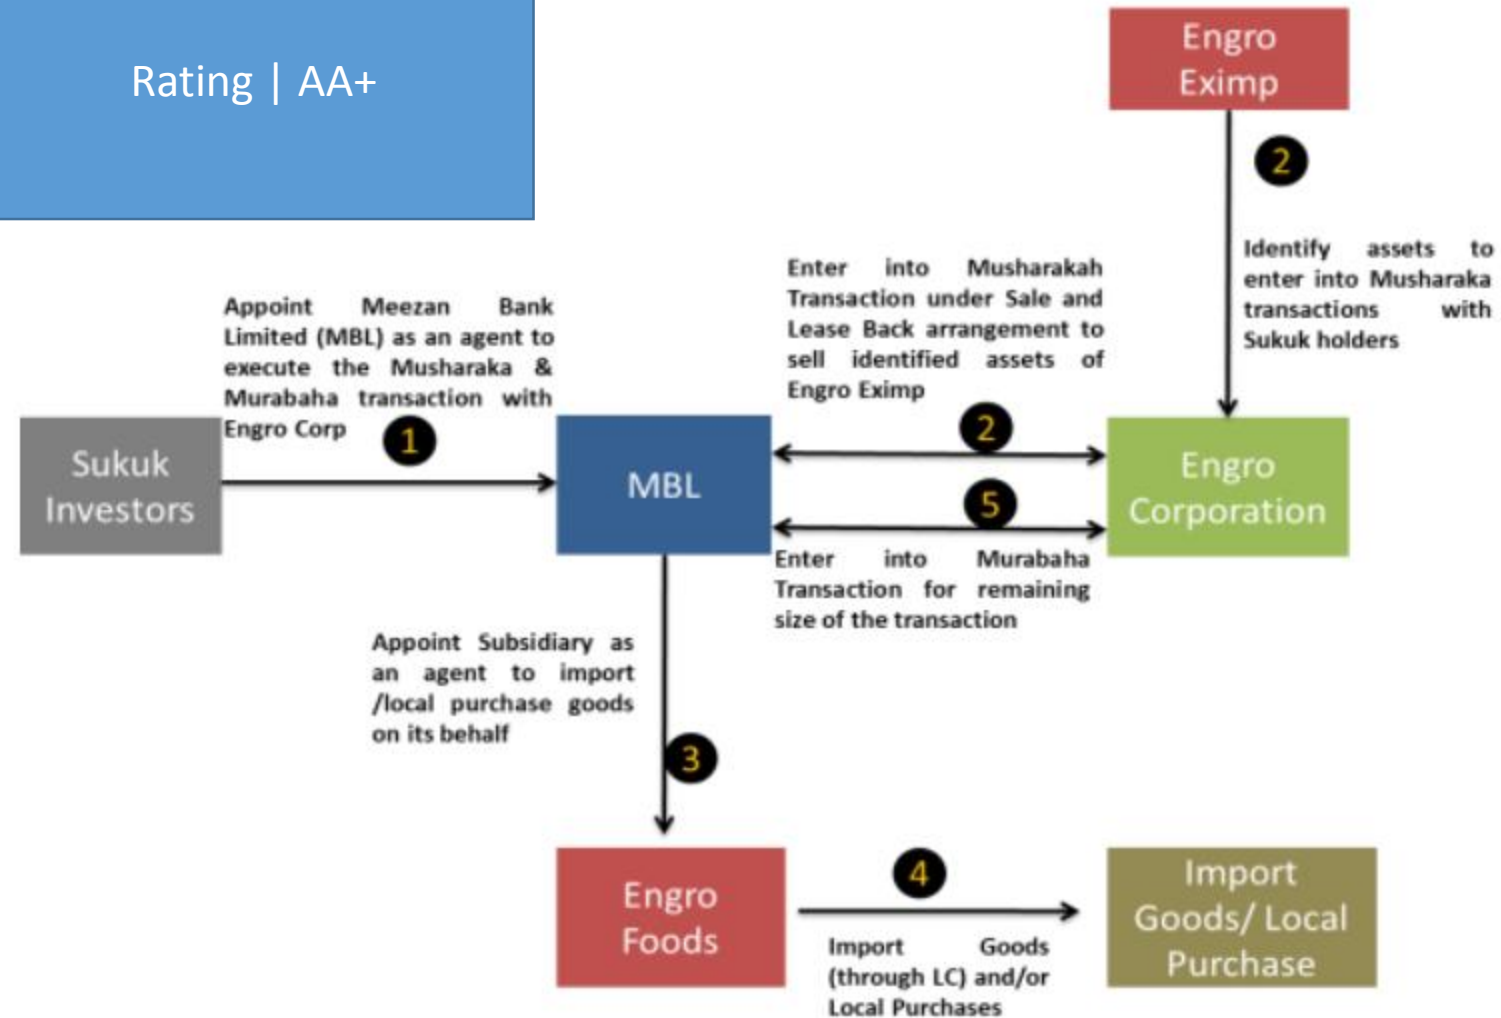 Rating | AA+
Engro
Eximp
2
Identify assets to
enter into Musharaka
transactions with
Sukuk holders
Enter into Musharakah
Transaction under Sale and
Lease Back arrangement to
sell identified assets of
Engro Eximp
Appoint Meezan Bank
Limited (MBL) as an agent to
execute the Musharaka &
Murabaha transaction with
Engro Corp
1
2
Sukuk
Investors
MBL
Engro
Corporation
5
Enter into Murabaha
Transaction for remaining
size of the transaction
Appoint Subsidiary as
an agent to import
/local purchase goods
on its behalf
3
Engro
Foods
4
Import Goods
(through LC) and/or
Local Purchases
Import
Goods/ Local
Purchase